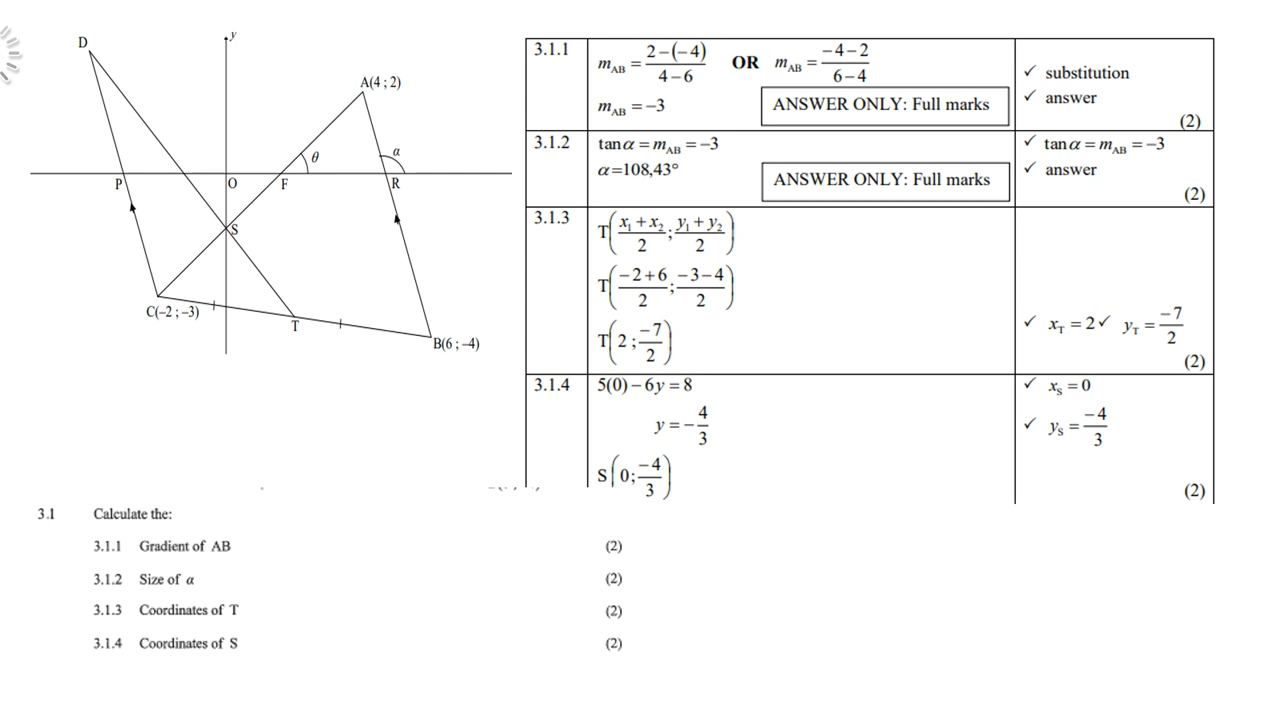 D
y
A(4 ; 2)
θ
α
P
O
F
R
S
C(−2 ; −3)
T
B(6 ; −4)
3.1.1
m_AB = 2−(−4) / 4−6 OR m_AB = −4−2 / 6−4
m_AB = −3
ANSWER ONLY: Full marks
✓ substitution
✓ answer
(2)
3.1.2
tan α = m_AB = −3
α=108,43°
ANSWER ONLY: Full marks
✓ tan α = m_AB = −3
✓ answer
(2)
3.1.3
T( x₁ + x₂ / 2 ; y₁ + y₂ / 2 )
T( −2+6 / 2 ; −3−4 / 2 )
T( 2 ; −7 / 2 )
✓ x_T = 2 ✓ y_T = −7 / 2
(2)
3.1.4
5(0) − 6y = 8
y = − 4 / 3
S( 0; −4 / 3 )
✓ x_S = 0
✓ y_S = −4 / 3
(2)
3.1 Calculate the:
3.1.1 Gradient of AB (2)
3.1.2 Size of α (2)
3.1.3 Coordinates of T (2)
3.1.4 Coordinates of S (2)